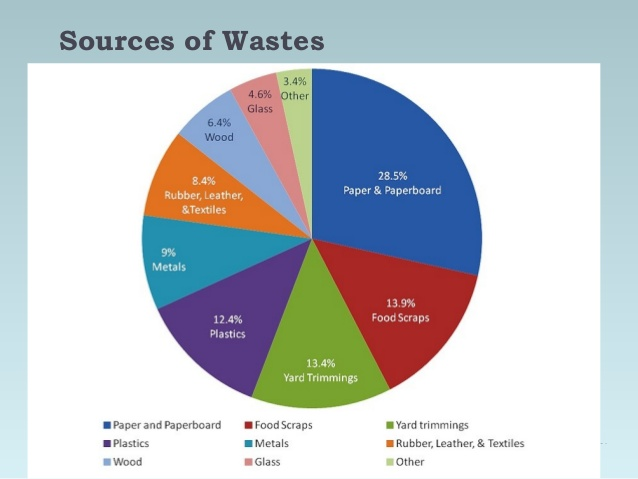 Sources of Wastes
3.4%
Other
4.6%
Glass
6.4%
Wood
28.5%
Paper & Paperboard
8.4%
Rubber, Leather,
&Textiles
9%
Metals
13.9%
Food Scraps
12.4%
Plastics
13.4%
Yard Trimmings
Paper and Paperboard Food Scraps Yard trimmings
Plastics Metals Rubber, Leather, & Textiles
Wood Glass Other